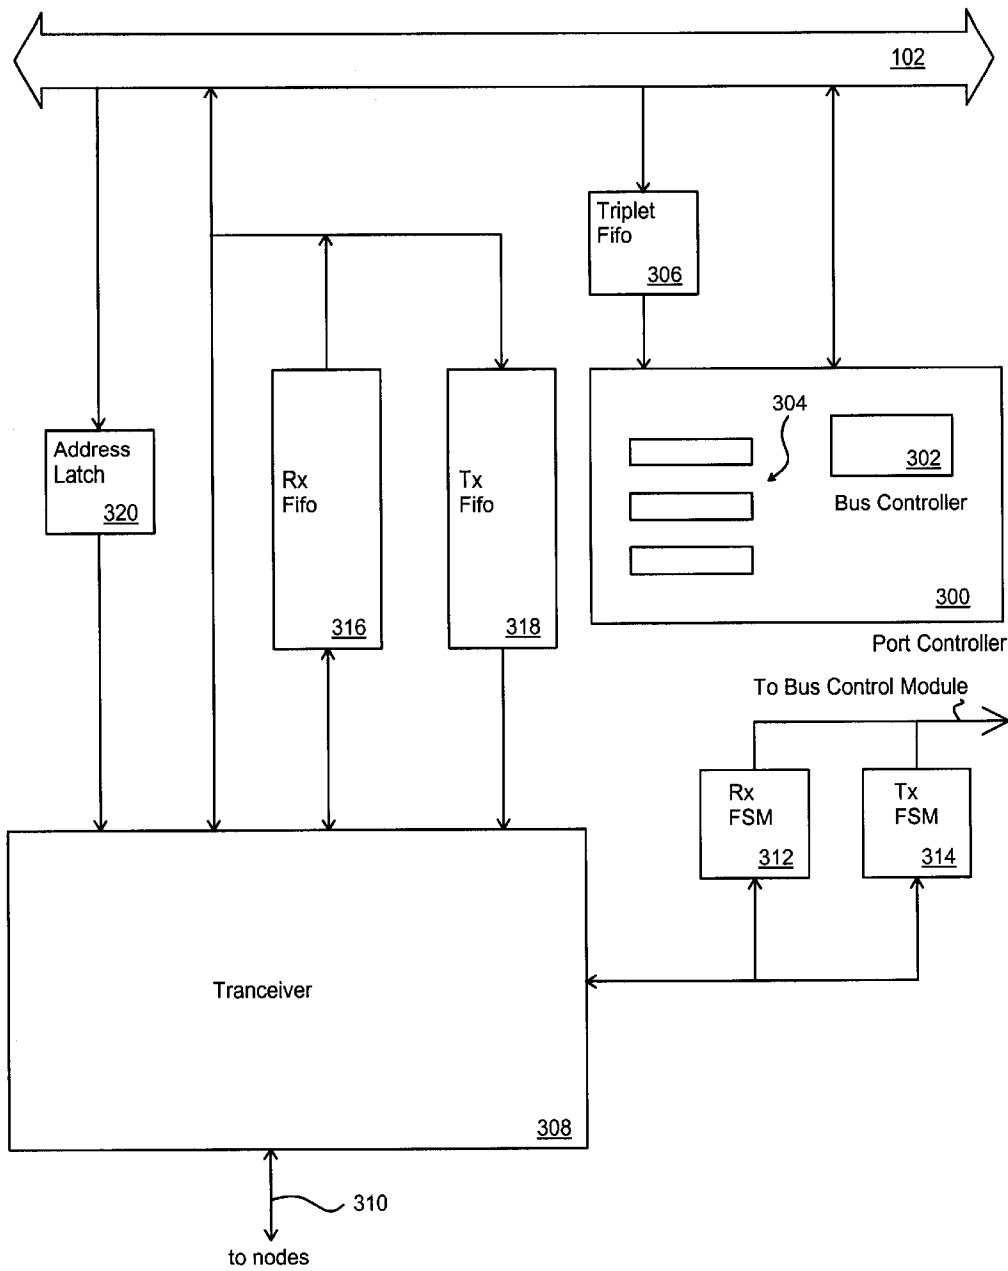 102
Triplet
Fifo
306
304
Address
Latch
320
Rx
Fifo
316
Tx
Fifo
318
302
Bus Controller
300
Port Controller
To Bus Control Module
Rx
FSM
312
Tx
FSM
314
Tranceiver
308
310
to nodes